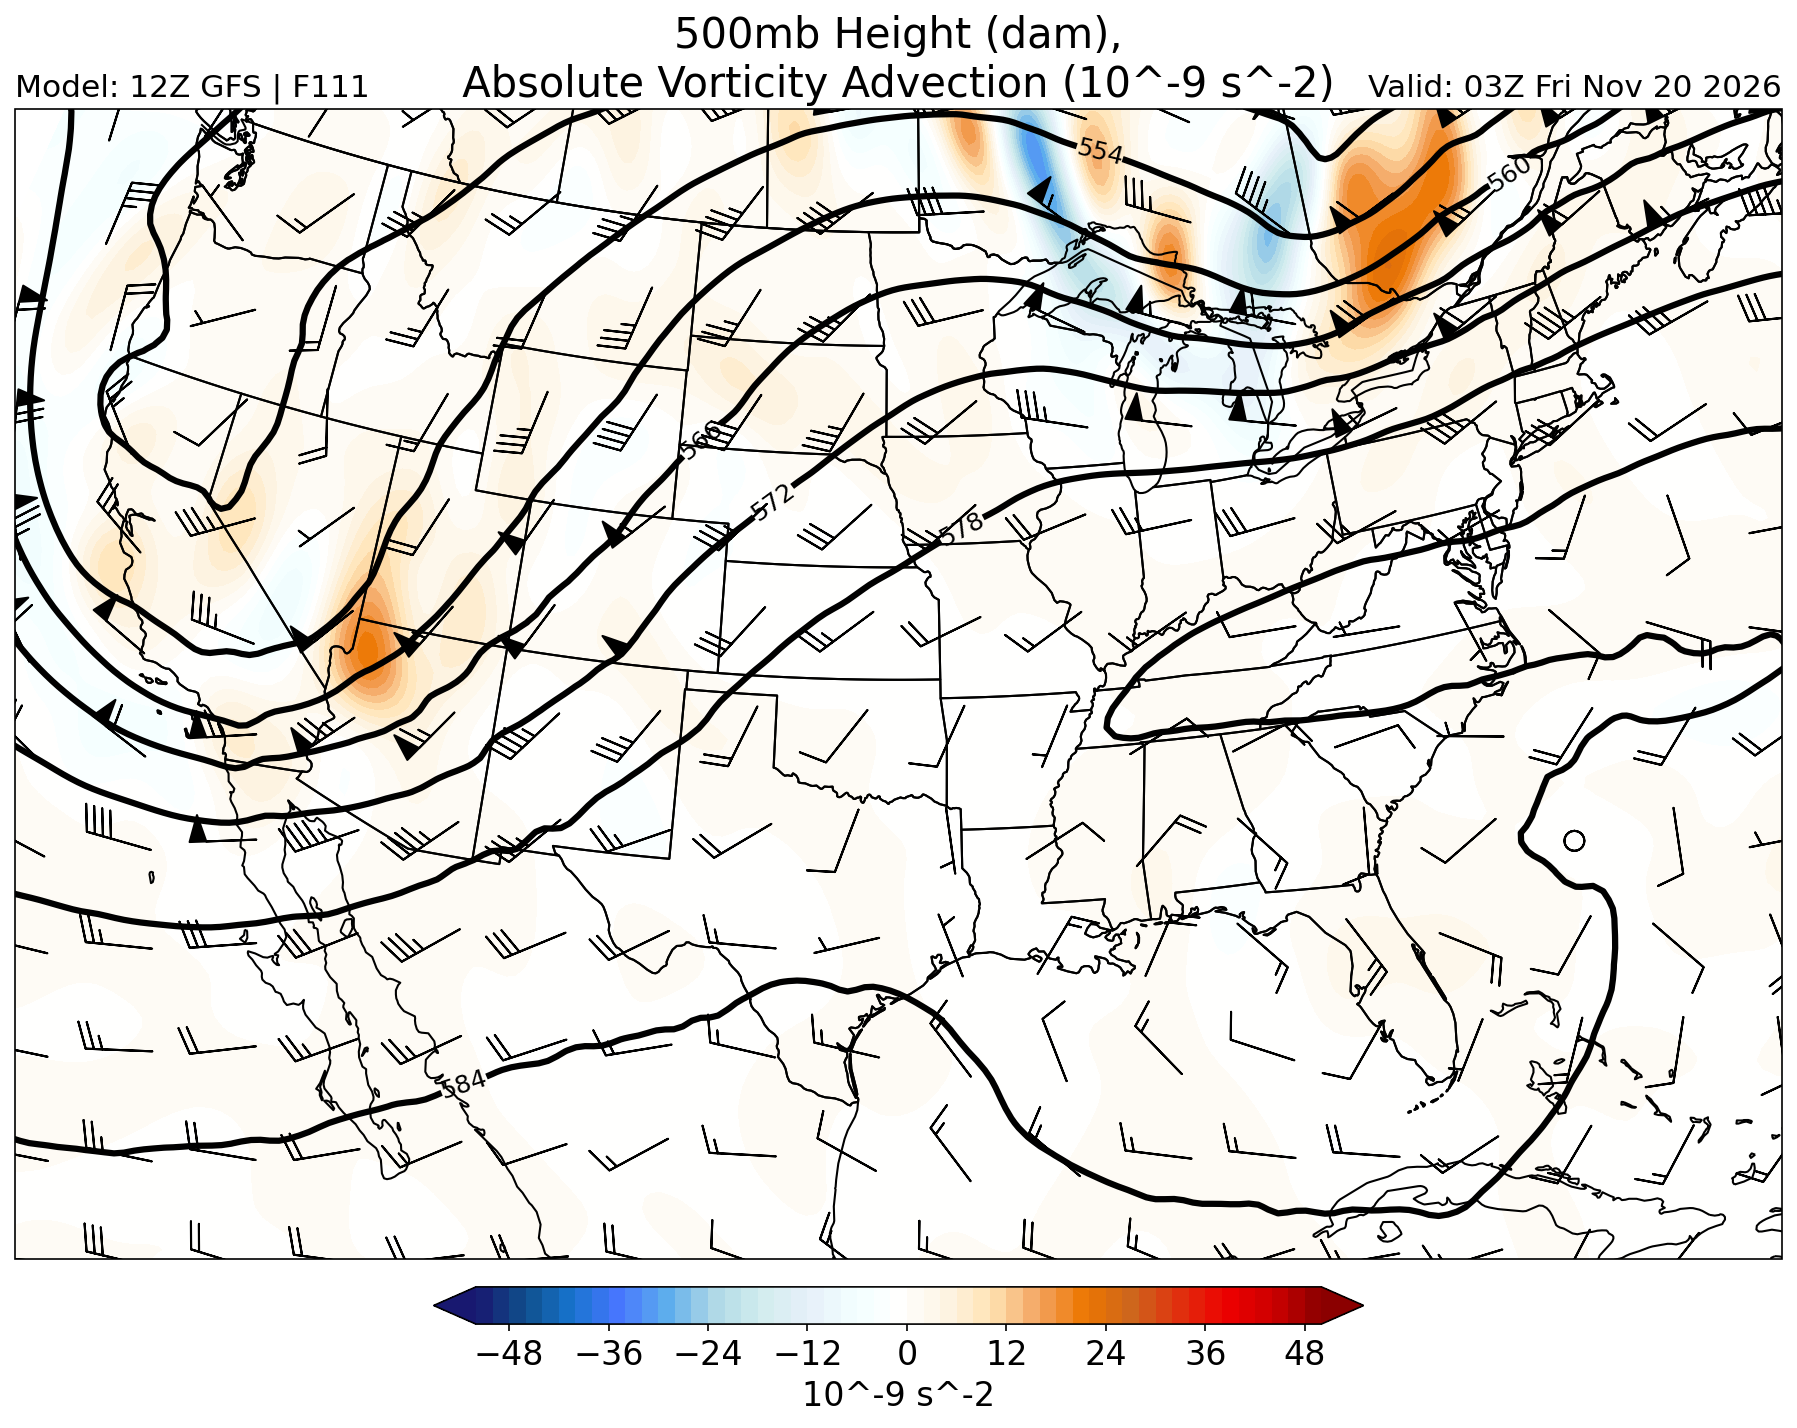 500mb Height (dam),
Model: 12Z GFS | F111
Absolute Vorticity Advection (10^-9 s^-2)
Valid: 03Z Fri Nov 20 2026
554
560
566
572
578
584
−48 −36 −24 −12 0 12 24 36 48
10^-9 s^-2